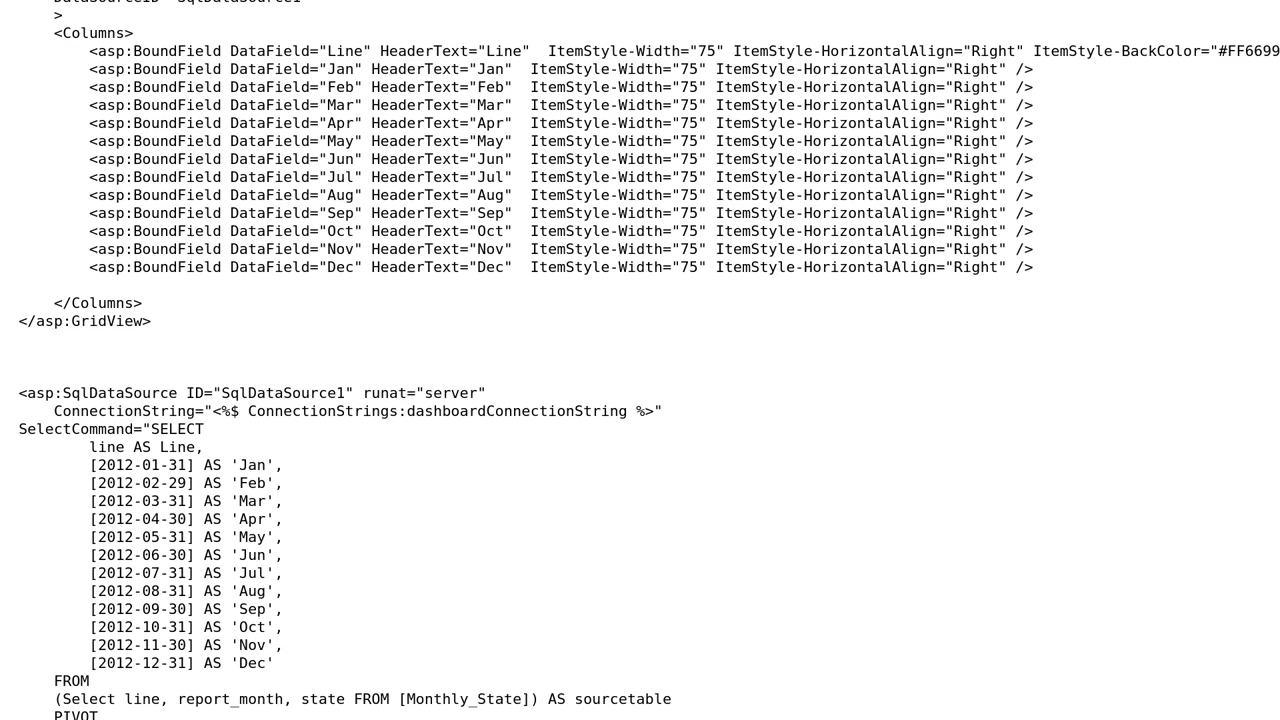 DataSourceID="SqlDataSource1"
    >
    <Columns>
        <asp:BoundField DataField="Line" HeaderText="Line"  ItemStyle-Width="75" ItemStyle-HorizontalAlign="Right" ItemStyle-BackColor="#FF6699
        <asp:BoundField DataField="Jan" HeaderText="Jan"  ItemStyle-Width="75" ItemStyle-HorizontalAlign="Right" />
        <asp:BoundField DataField="Feb" HeaderText="Feb"  ItemStyle-Width="75" ItemStyle-HorizontalAlign="Right" />
        <asp:BoundField DataField="Mar" HeaderText="Mar"  ItemStyle-Width="75" ItemStyle-HorizontalAlign="Right" />
        <asp:BoundField DataField="Apr" HeaderText="Apr"  ItemStyle-Width="75" ItemStyle-HorizontalAlign="Right" />
        <asp:BoundField DataField="May" HeaderText="May"  ItemStyle-Width="75" ItemStyle-HorizontalAlign="Right" />
        <asp:BoundField DataField="Jun" HeaderText="Jun"  ItemStyle-Width="75" ItemStyle-HorizontalAlign="Right" />
        <asp:BoundField DataField="Jul" HeaderText="Jul"  ItemStyle-Width="75" ItemStyle-HorizontalAlign="Right" />
        <asp:BoundField DataField="Aug" HeaderText="Aug"  ItemStyle-Width="75" ItemStyle-HorizontalAlign="Right" />
        <asp:BoundField DataField="Sep" HeaderText="Sep"  ItemStyle-Width="75" ItemStyle-HorizontalAlign="Right" />
        <asp:BoundField DataField="Oct" HeaderText="Oct"  ItemStyle-Width="75" ItemStyle-HorizontalAlign="Right" />
        <asp:BoundField DataField="Nov" HeaderText="Nov"  ItemStyle-Width="75" ItemStyle-HorizontalAlign="Right" />
        <asp:BoundField DataField="Dec" HeaderText="Dec"  ItemStyle-Width="75" ItemStyle-HorizontalAlign="Right" />
    </Columns>
</asp:GridView>
<asp:SqlDataSource ID="SqlDataSource1" runat="server"
    ConnectionString="<%$ ConnectionStrings:dashboardConnectionString %>"
SelectCommand="SELECT
        line AS Line,
        [2012-01-31] AS 'Jan',
        [2012-02-29] AS 'Feb',
        [2012-03-31] AS 'Mar',
        [2012-04-30] AS 'Apr',
        [2012-05-31] AS 'May',
        [2012-06-30] AS 'Jun',
        [2012-07-31] AS 'Jul',
        [2012-08-31] AS 'Aug',
        [2012-09-30] AS 'Sep',
        [2012-10-31] AS 'Oct',
        [2012-11-30] AS 'Nov',
        [2012-12-31] AS 'Dec'
    FROM
    (Select line, report_month, state FROM [Monthly_State]) AS sourcetable
    PIVOT